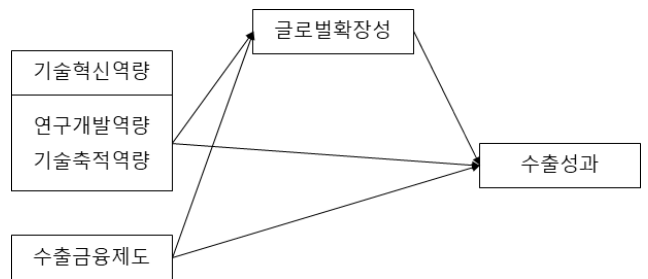 글로벌확장성
기술혁신역량
연구개발역량
기술축적역량
수출성과
수출금융제도